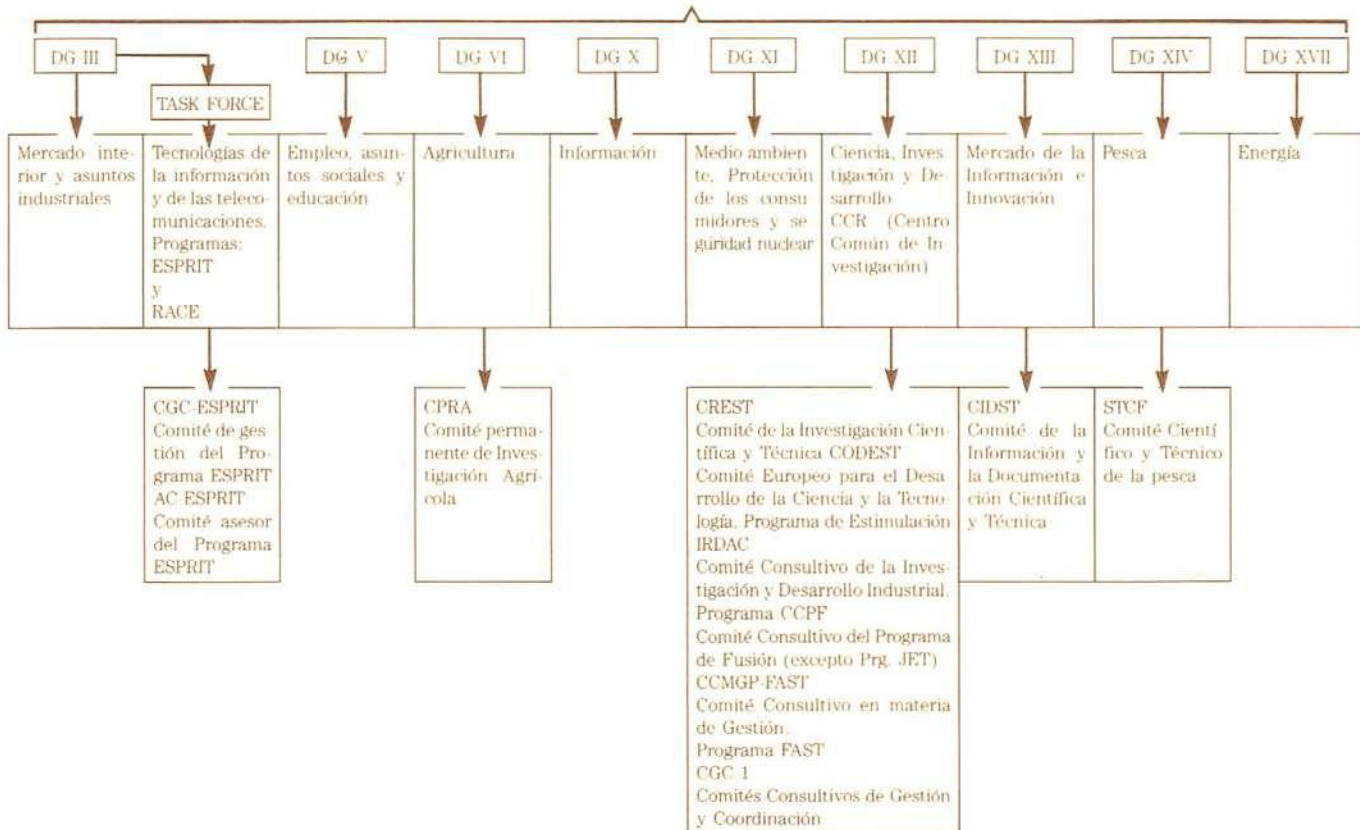 DG III
DG V
DG VI
DG X
DG XI
DG XII
DG XIII
DG XIV
DG XVII
TASK FORCE
Mercado inte-
rior y asuntos
industriales
Tecnologías de
la información
y de las teleco-
municaciones.
Programas:
ESPRIT
y
RACE
Empleo, asun-
tos sociales y
educación
Agricultura
Información
Medio ambien
te, Protección
de los consu
midores y se
guridad nuclear
Ciencia, Inves
tigación y De-
sarrollo
CCR (Centro
Común de In-
vestigación)
Mercado de la
Información e
Innovación
Pesca
Energía
CGC-ESPRIT
Comité de ges
tión del Pro-
grama ESPRIT
AC ESPRIT
Comité asesor
del Programa
ESPRIT
CPRA
Comité perma-
nente de Inves-
tigación Agrí-
cola
CREST
Comité de la Investigación Cien-
tífica y Técnica CODEST
Comité Europeo para el Desa
rrollo de la Ciencia y la Tecno-
logía. Programa de Estimulación
IRDAC
Comité Consultivo de la Inves-
tigación y Desarrollo Industrial.
Programa CCPF
Comité Consultivo del Programa
de Fusión (excepto Prg. JET)
CCMGP-FAST
Comité Consultivo en materia
de Gestión.
Programa FAST
CGC 1
Comités Consultivos de Gestión
y Coordinación
CIDST
Comité de la
Información y
la Documenta
ción Científica
y Técnica
STCF
Comité Cientí
fico y Técnico
de la pesca